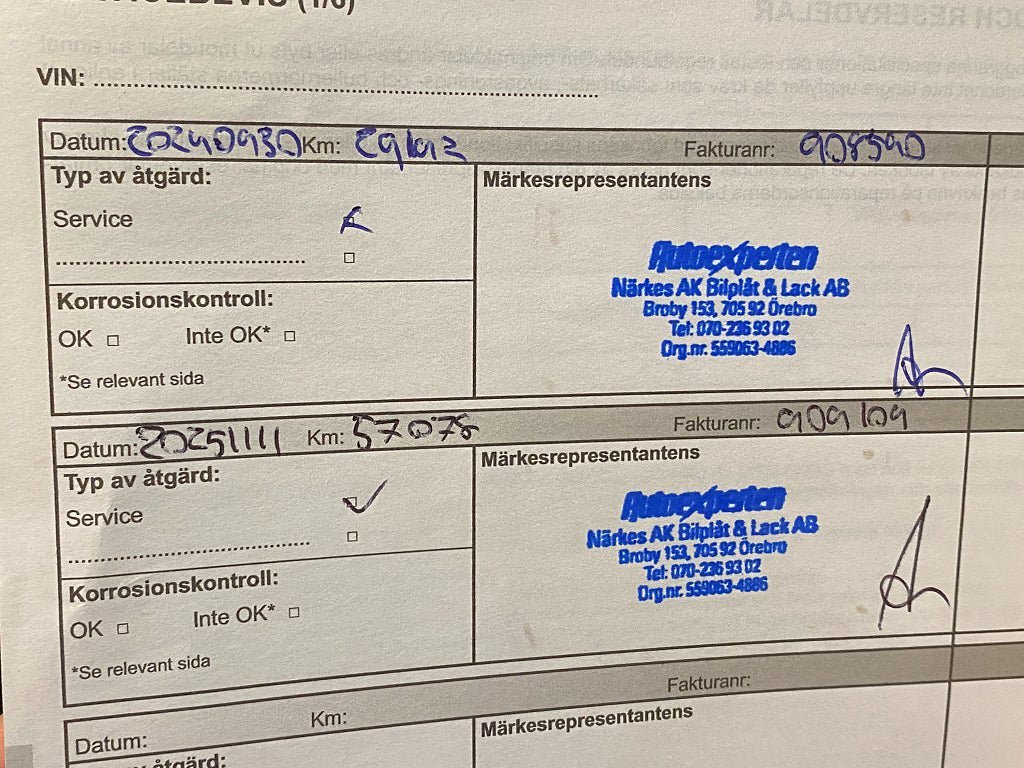 (1/6)
VIN:
Datum: 20240930 Km: Fakturanr: 908590
Typ av åtgärd:
Märkesrepresentantens
Service
Autoexperten
Närkes AK Bilplåt & Lack AB
Broby 153, 705 92 Örebro
Tel: 070-236 93 02
Org.nr. 559063-4886
Korrosionskontroll:
OK Inte OK*
*Se relevant sida
Datum: 20251111 Km: 57078 Fakturanr: 909109
Typ av åtgärd:
Märkesrepresentantens
Service
Autoexperten
Närkes AK Bilplåt & Lack AB
Broby 153, 705 92 Örebro
Tel: 070-236 93 02
Org.nr. 559063-4886
Korrosionskontroll:
OK Inte OK*
*Se relevant sida
Datum: Km: Fakturanr:
Märkesrepresentantens
av åtgärd: